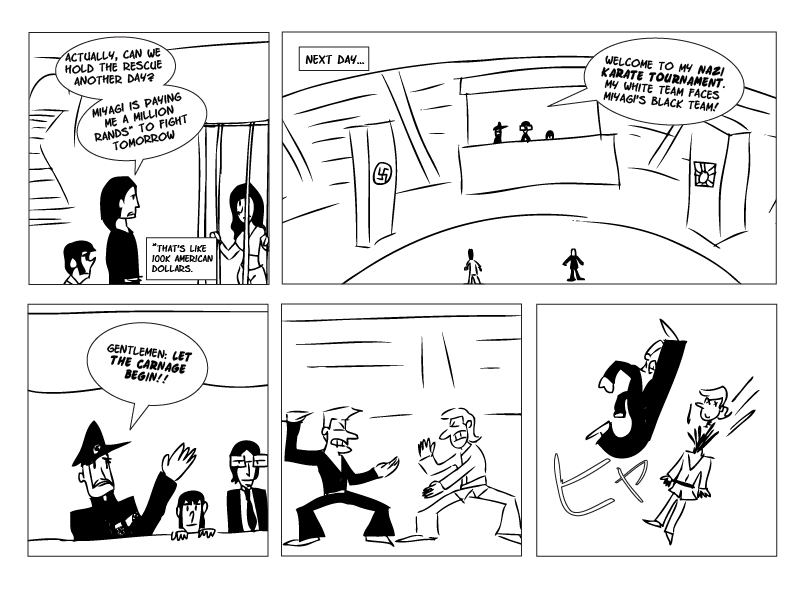 ACTUALLY, CAN WE
HOLD THE RESCUE
ANOTHER DAY?
MIYAGI IS PAYING
ME A MILLION
RANDS" TO FIGHT
TOMORROW
"THAT'S LIKE
100K AMERICAN
DOLLARS.
NEXT DAY...
WELCOME TO MY NAZI
KARATE TOURNAMENT.
MY WHITE TEAM FACES
MIYAGI'S BLACK TEAM!
GENTLEMEN: LET
THE CARNAGE
BEGIN!!